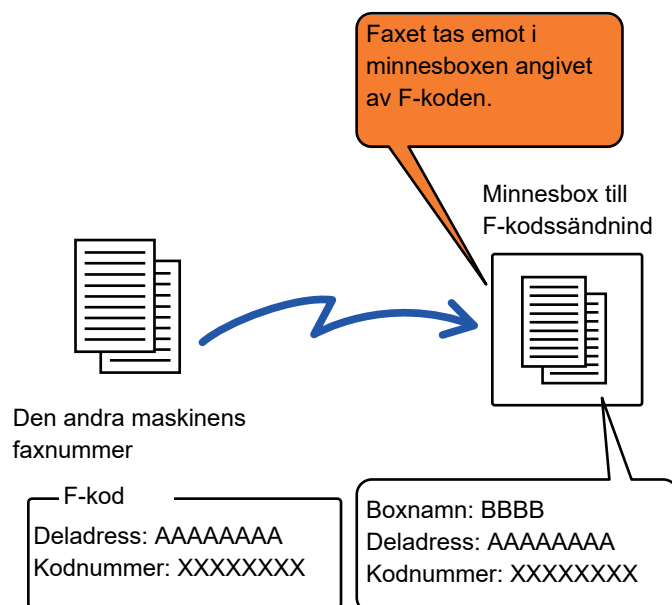 Faxet tas emot i
minnesboxen angivet
av F-koden.
Minnesbox till
F-kodssändnind
Den andra maskinens
faxnummer
F-kod
Deladress: AAAAAAAA
Kodnummer: XXXXXXXX
Boxnamn: BBBB
Deladress: AAAAAAAA
Kodnummer: XXXXXXXX